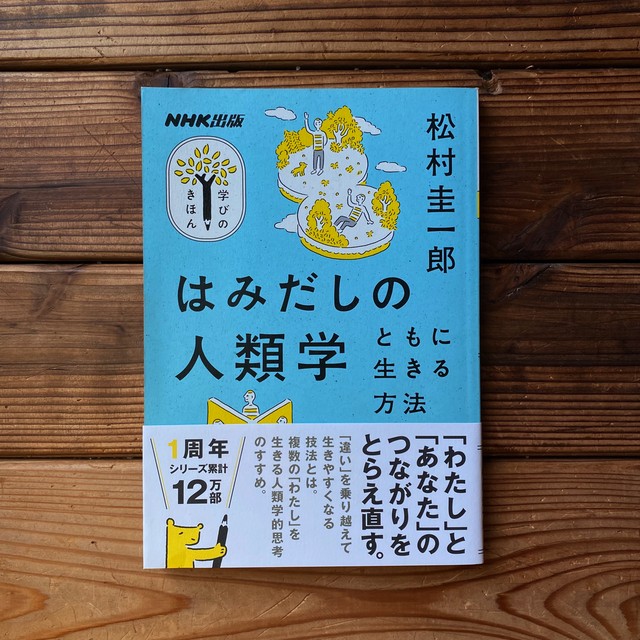 NHK出版
学びの
きほん
松村圭一郎
はみだしの
人類学
ともに
生きる
方法
「わたし」と
「あなた」の
つながりを
とらえ直す。
「違い」を乗り越えて
生きやすくなる
技法とは。
複数の「わたし」を
生きる人類学的思考
のすすめ。
1周年
シリーズ累計
12万部